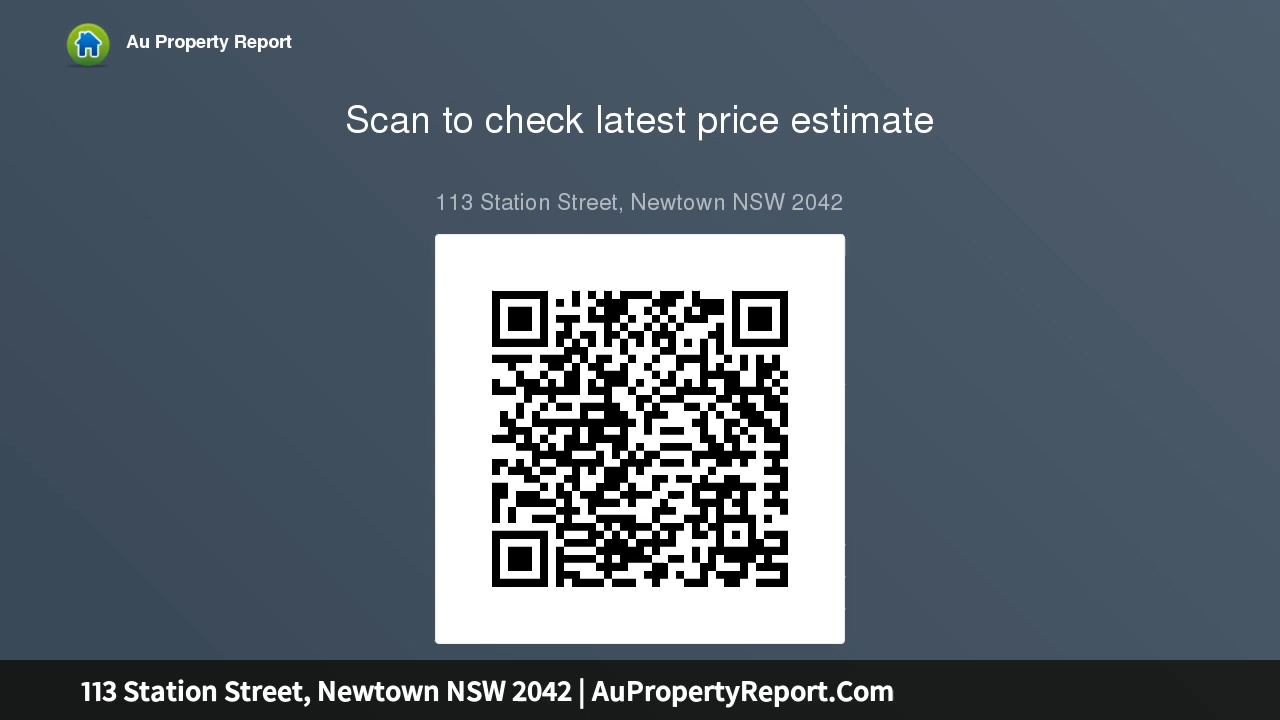 Au Property Report
Scan to check latest price estimate
113 Station Street, Newtown NSW 2042
113 Station Street, Newtown NSW 2042 | AuPropertyReport.Com